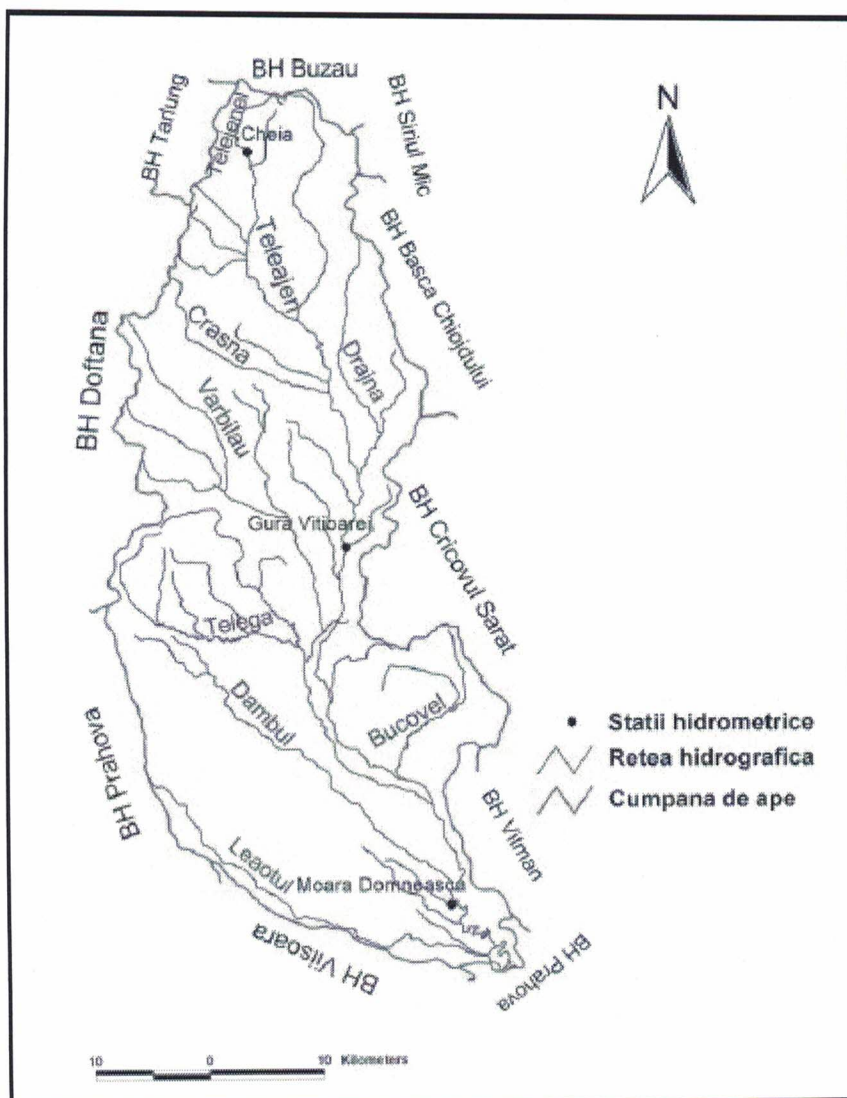 BH Buzau
BH Tarlung
Telejenel
Cheia
BH Siriul Mic
N
Teleajen
BH Basca Chiojdului
Crasna
Drajna
BH Doftana
Varbilau
Gura Vitioarei
BH Cricovul Sarat
Telega
Dambul
Bucovel
BH Prahova
Statii hidrometrice
Retea hidrografica
Cumpana de ape
BH Vitman
Leaotul
Moara Domneasca
BH Viisoara
BH Prahova
10 0 10 Kilometers